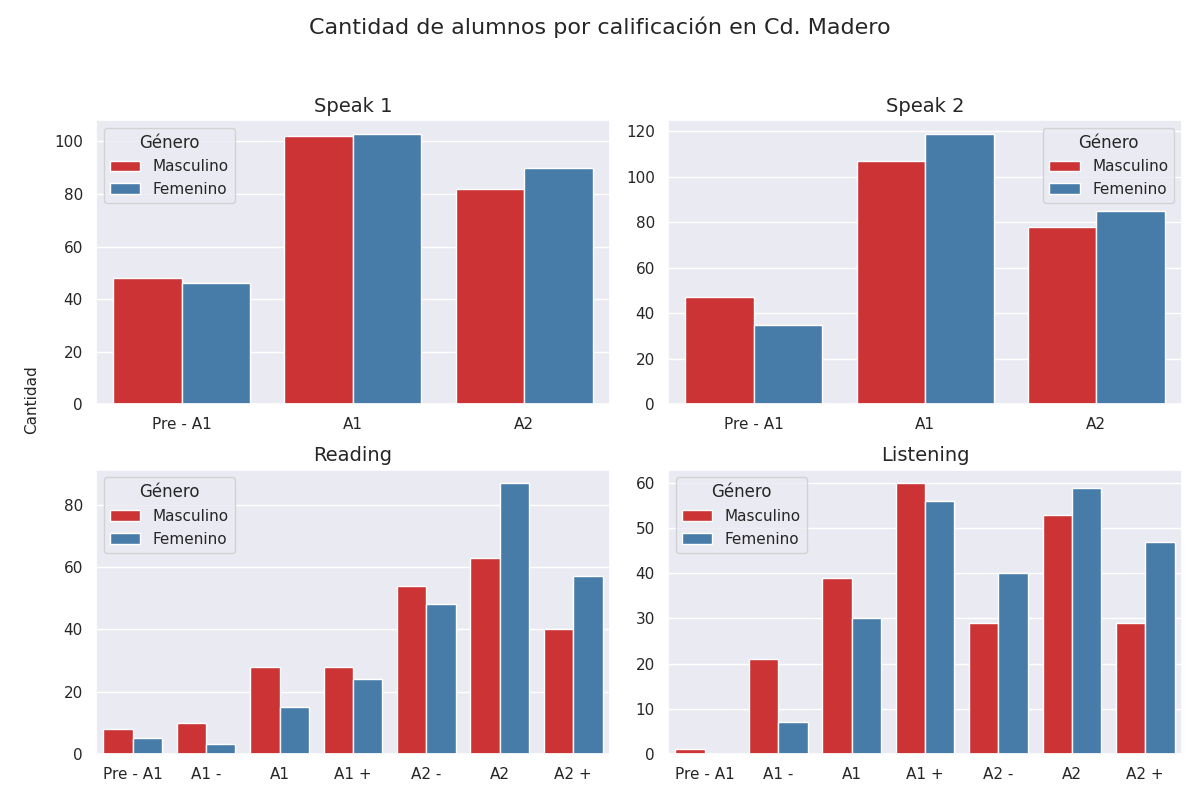 Cantidad de alumnos por calificación en Cd. Madero
Speak 1
Género
Masculino
Femenino
100
80
60
40
20
0
Pre - A1 A1 A2
Speak 2
Género
Masculino
Femenino
120
100
80
60
40
20
0
Pre - A1 A1 A2
Cantidad
Reading
Género
Masculino
Femenino
80
60
40
20
0
Pre - A1 A1 - A1 A1 + A2 - A2 A2 +
Listening
Género
Masculino
Femenino
60
50
40
30
20
10
0
Pre - A1 A1 - A1 A1 + A2 - A2 A2 +